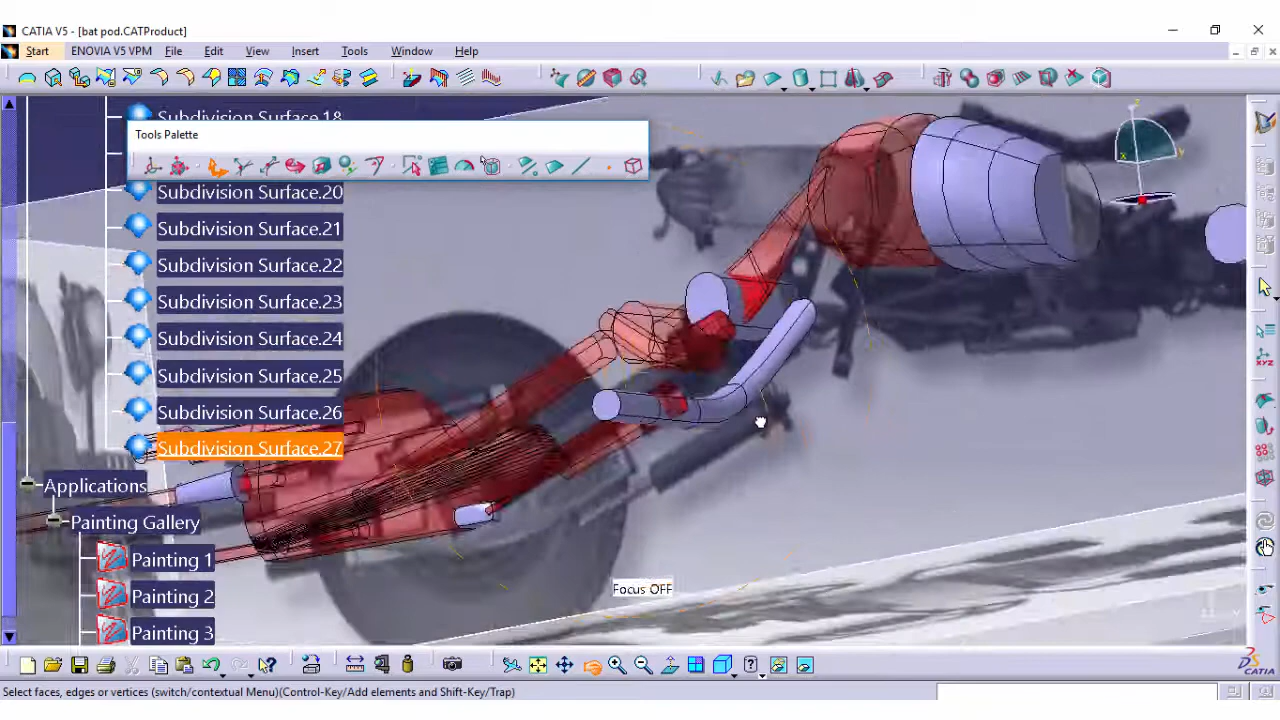 CATIA V5 - [bat pod.CATProduct]
Start ENOVIA V5 VPM File Edit View Insert Tools Window Help
Subdivision Surface.18
Tools Palette
Subdivision Surface.20
Subdivision Surface.21
Subdivision Surface.22
Subdivision Surface.23
Subdivision Surface.24
Subdivision Surface.25
Subdivision Surface.26
Subdivision Surface.27
Applications
Painting Gallery
Painting 1
Painting 2
Painting 3
Focus OFF
z
x
y
CATIA
Select faces, edges or vertices (switch/contextual Menu)(Control-Key/Add elements and Shift-Key/Trap)